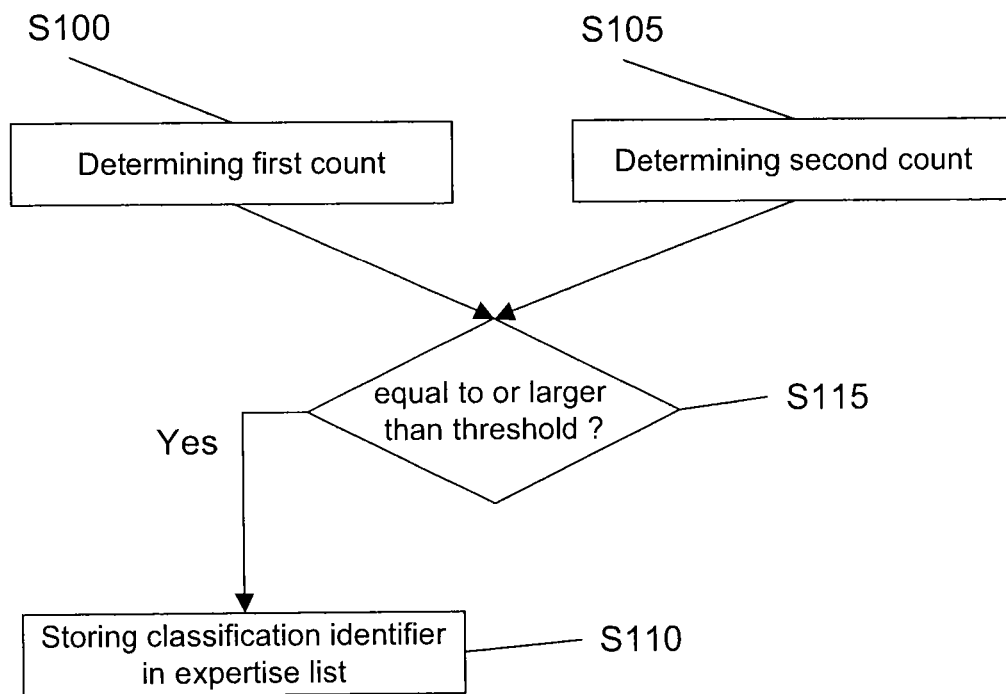 S100
S105
Determining first count
Determining second count
equal to or larger
than threshold ?
S115
Yes
Storing classification identifier
in expertise list
S110